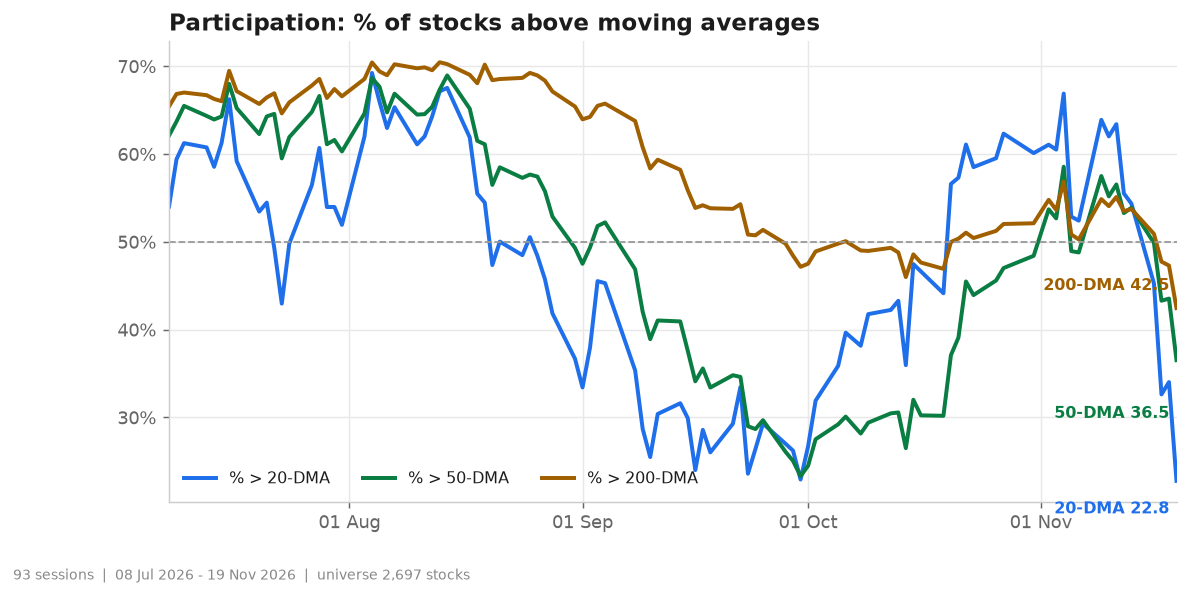 Participation: % of stocks above moving averages
70%
60%
50%
40%
30%
200-DMA 42.5
50-DMA 36.5
20-DMA 22.8
% > 20-DMA % > 50-DMA % > 200-DMA
01 Aug 01 Sep 01 Oct 01 Nov
93 sessions | 08 Jul 2026 - 19 Nov 2026 | universe 2,697 stocks